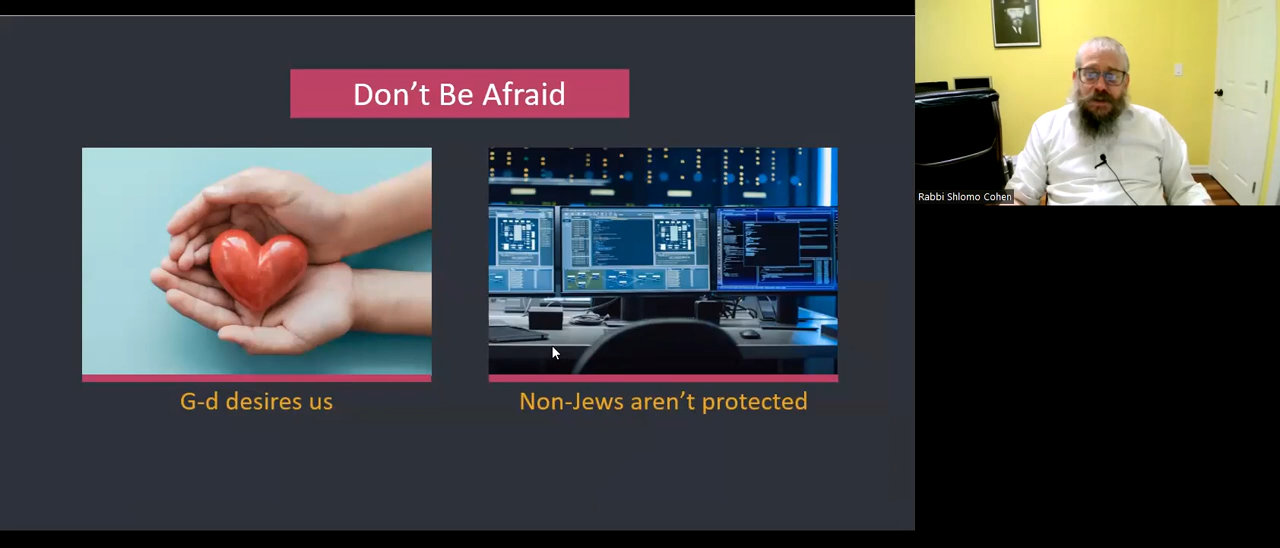 Don’t Be Afraid
G-d desires us
Non-Jews aren’t protected
Rabbi Shlomo Cohen